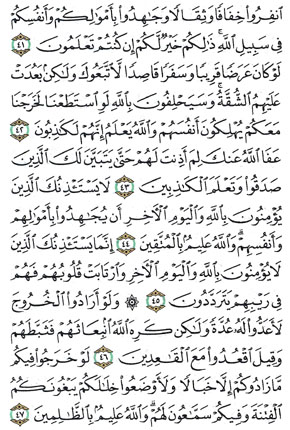 ٱنفِرُوا۟ خِفَافًا وَثِقَالًا وَجَٰهِدُوا۟ بِأَمْوَٰلِكُمْ وَأَنفُسِكُمْ
فِى سَبِيلِ ٱللَّهِ ۚ ذَٰلِكُمْ خَيْرٌ لَّكُمْ إِن كُنتُمْ تَعْلَمُونَ ٤١
لَوْ كَانَ عَرَضًا قَرِيبًا وَسَفَرًا قَاصِدًا لَّٱتَّبَعُوكَ وَلَٰكِنۢ بَعُدَتْ
عَلَيْهِمُ ٱلشُّقَّةُ ۚ وَسَيَحْلِفُونَ بِٱللَّهِ لَوِ ٱسْتَطَعْنَا لَخَرَجْنَا
مَعَكُمْ يُهْلِكُونَ أَنفُسَهُمْ وَٱللَّهُ يَعْلَمُ إِنَّهُمْ لَكَٰذِبُونَ ٤٢
عَفَا ٱللَّهُ عَنكَ لِمَ أَذِنتَ لَهُمْ حَتَّىٰ يَتَبَيَّنَ لَكَ ٱلَّذِينَ
صَدَقُوا۟ وَتَعْلَمَ ٱلْكَٰذِبِينَ ٤٣ لَا يَسْتَـْٔذِنُكَ ٱلَّذِينَ
يُؤْمِنُونَ بِٱللَّهِ وَٱلْيَوْمِ ٱلْـَٔاخِرِ أَن يُجَٰهِدُوا۟ بِأَمْوَٰلِهِمْ
وَأَنفُسِهِمْ ۗ وَٱللَّهُ عَلِيمٌۢ بِٱلْمُتَّقِينَ ٤٤ إِنَّمَا يَسْتَـْٔذِنُكَ ٱلَّذِينَ
لَا يُؤْمِنُونَ بِٱللَّهِ وَٱلْيَوْمِ ٱلْـَٔاخِرِ وَٱرْتَابَتْ قُلُوبُهُمْ فَهُمْ
فِى رَيْبِهِمْ يَتَرَدَّدُونَ ٤٥ ۞ وَلَوْ أَرَادُوا۟ ٱلْخُرُوجَ
لَأَعَدُّوا۟ لَهُۥ عُدَّةً وَلَٰكِن كَرِهَ ٱللَّهُ ٱنۢبِعَاثَهُمْ فَثَبَّطَهُمْ
وَقِيلَ ٱقْعُدُوا۟ مَعَ ٱلْقَٰعِدِينَ ٤٦ لَوْ خَرَجُوا۟ فِيكُم
مَّا زَادُوكُمْ إِلَّا خَبَالًا وَلَأَوْضَعُوا۟ خِلَٰلَكُمْ يَبْغُونَكُمُ
ٱلْفِتْنَةَ وَفِيكُمْ سَمَّٰعُونَ لَهُمْ ۗ وَٱللَّهُ عَلِيمٌۢ بِٱلظَّٰلِمِينَ ٤٧